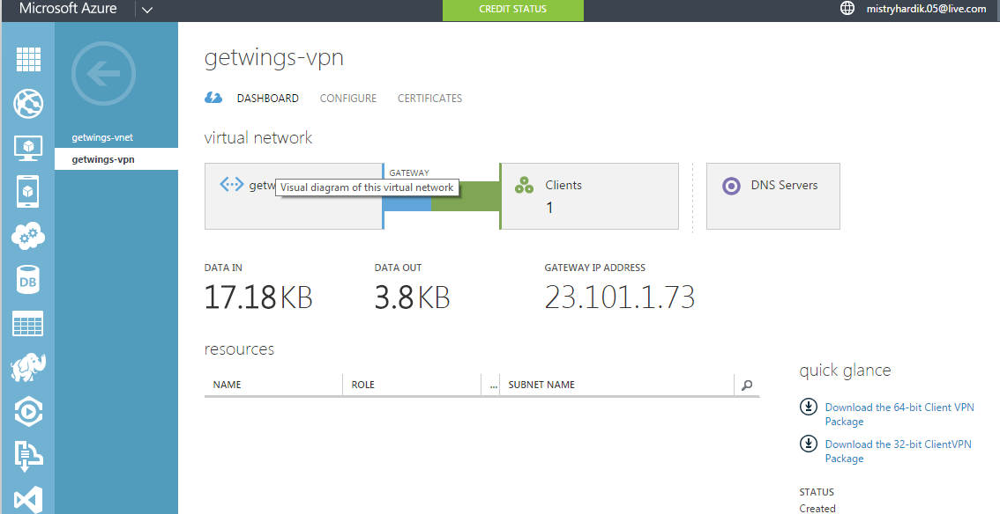 Microsoft Azure
CREDIT STATUS
mistryhardik.05@live.com
getwings-vnet
getwings-vpn
getwings-vpn
DASHBOARD CONFIGURE CERTIFICATES
virtual network
getw
Visual diagram of this virtual network
GATEWAY
Clients
1
DNS Servers
DATA IN
17.18 KB
DATA OUT
3.8 KB
GATEWAY IP ADDRESS
23.101.1.73
resources
NAME ROLE ... SUBNET NAME
quick glance
Download the 64-bit Client VPN
Package
Download the 32-bit ClientVPN
Package
STATUS
Created
DB